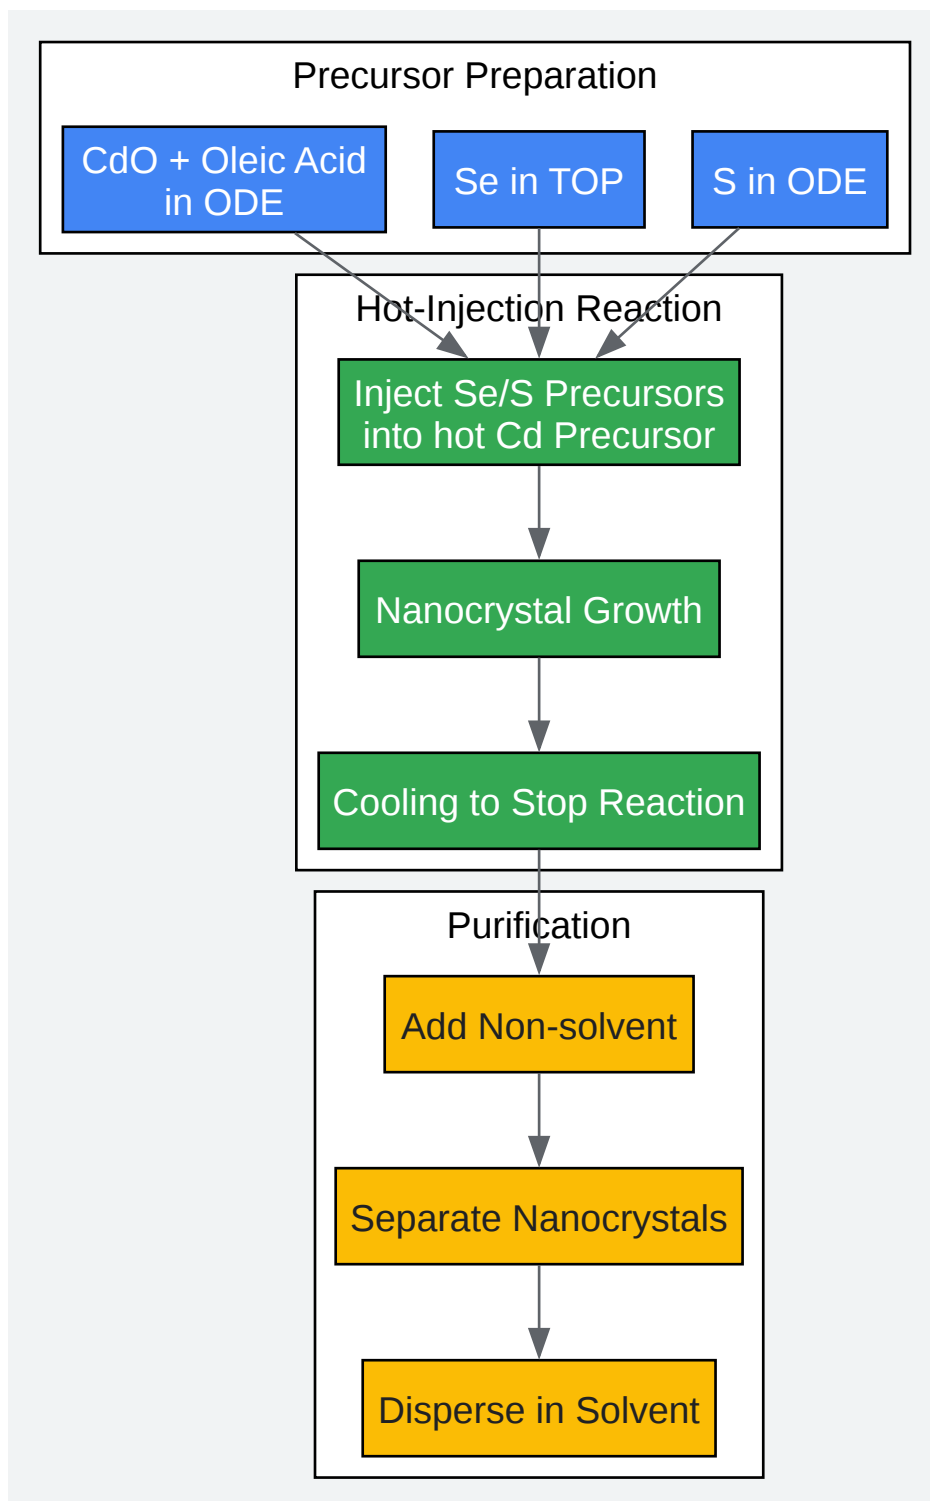 Precursor Preparation
CdO + Oleic Acid
in ODE
Se in TOP
S in ODE
Hot-Injection Reaction
Inject Se/S Precursors
into hot Cd Precursor
Nanocrystal Growth
Cooling to Stop Reaction
Purification
Add Non-solvent
Separate Nanocrystals
Disperse in Solvent